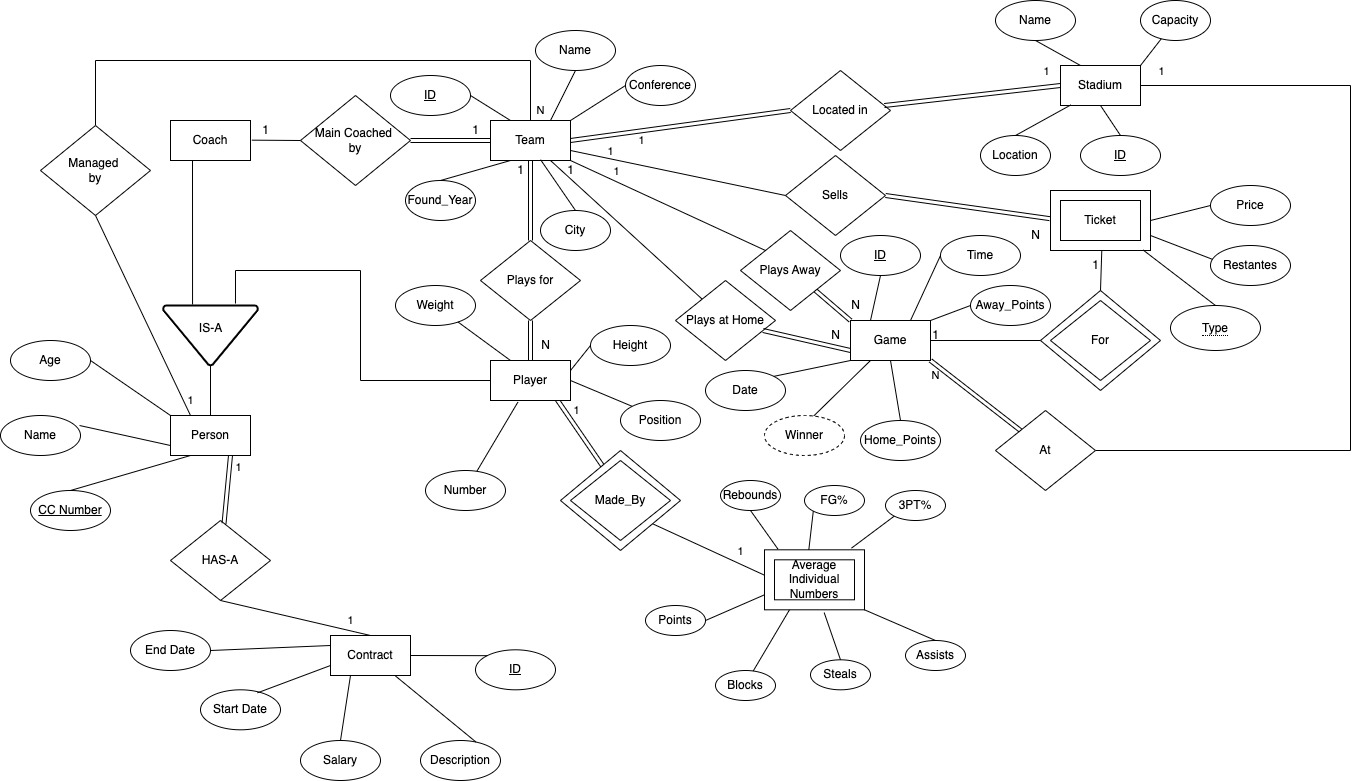 Name
Capacity
Name
1
Stadium
1
ID
Conference
N
Located in
Coach
1
Main Coached
by
1
Team
1
Location
ID
Managed
by
1
1
1
1
Sells
Found_Year
City
N
Ticket
Price
Plays for
Plays Away
ID
Time
1
Restantes
Weight
N
Away_Points
IS-A
Plays at Home
N
Game
1
For
Type
Age
N
Height
Player
N
Date
1
1
Position
Person
Name
Winner
Home_Points
At
1
Number
CC Number
Made_By
Rebounds
FG%
3PT%
HAS-A
1
Average
Individual
Numbers
1
Points
End Date
Contract
ID
Assists
Steals
Blocks
Start Date
Salary
Description